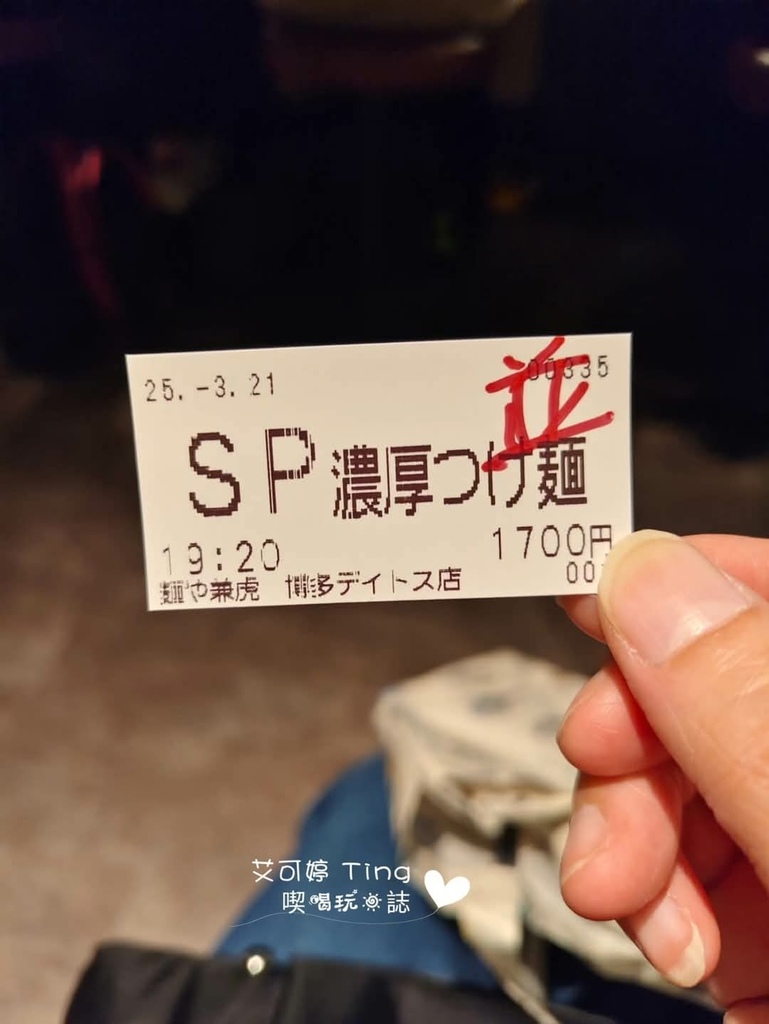 25.-3.21
00335
並
SP濃厚つけ麺
19:20
1700円
麺や兼虎 博多デイトス店
00
艾可婷 Ting
喫喝玩誌